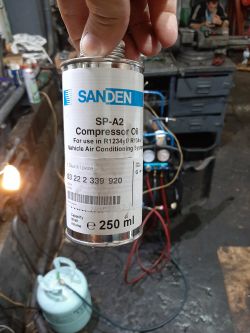 SANDEN
SP-A2
Compressor Oil
For use in R1234yf/ R134a
Vehicle Air Conditioning Systems
83 22 2 339 920
℮ 250 ml